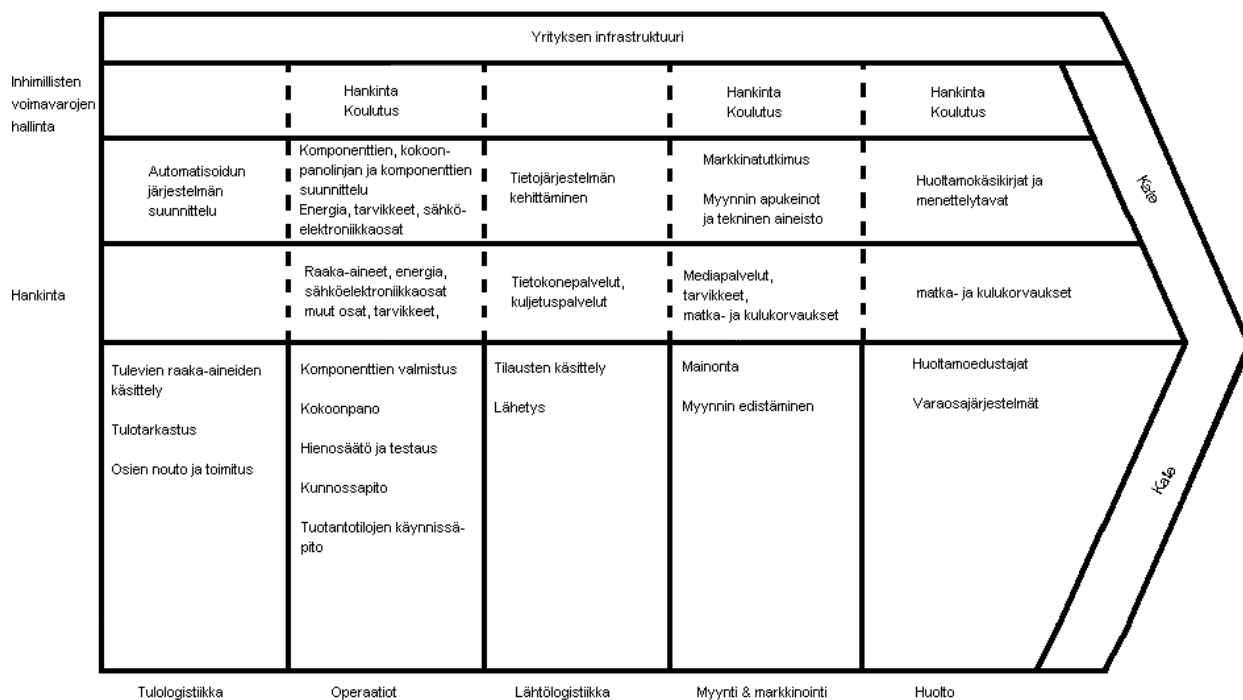 Yrityksen infrastruktuuri
Inhimillisten
voimavarojen
hallinta
Hankinta
Koulutus
Hankinta
Koulutus
Hankinta
Koulutus
Automatisoidun
järjestelmän
suunnittelu
Komponenttien, kokoon-
panolinjan ja komponenttien
suunnittelu
Energia, tarvikkeet, sähkö-
elektroniikkaosat
Tietojärjestelmän
kehittäminen
Markkinatutkimus
Myynnin apukeinot
ja tekninen aineisto
Huoltamokäsikirjat ja
menettelytavat
Kate
Hankinta
Raaka-aineet, energia,
sähköelektroniikkaosat
muut osat, tarvikkeet,
Tietokonepalvelut,
kuljetuspalvelut
Mediapalvelut,
tarvikkeet,
matka- ja kulukorvaukset
matka- ja kulukorvaukset
Tulevien raaka-aineiden
käsittely
Tulotarkastus
Osien nouto ja toimitus
Komponenttien valmistus
Kokoonpano
Hienosäätö ja testaus
Kunnossapito
Tuotantotilojen käynnissä-
pito
Tilausten käsittely
Lähetys
Mainonta
Myynnin edistäminen
Huoltamoedustajat
Varaosajärjestelmät
Kate
Tulologistiikka
Operaatiot
Lähtölogistiikka
Myynti & markkinointi
Huolto